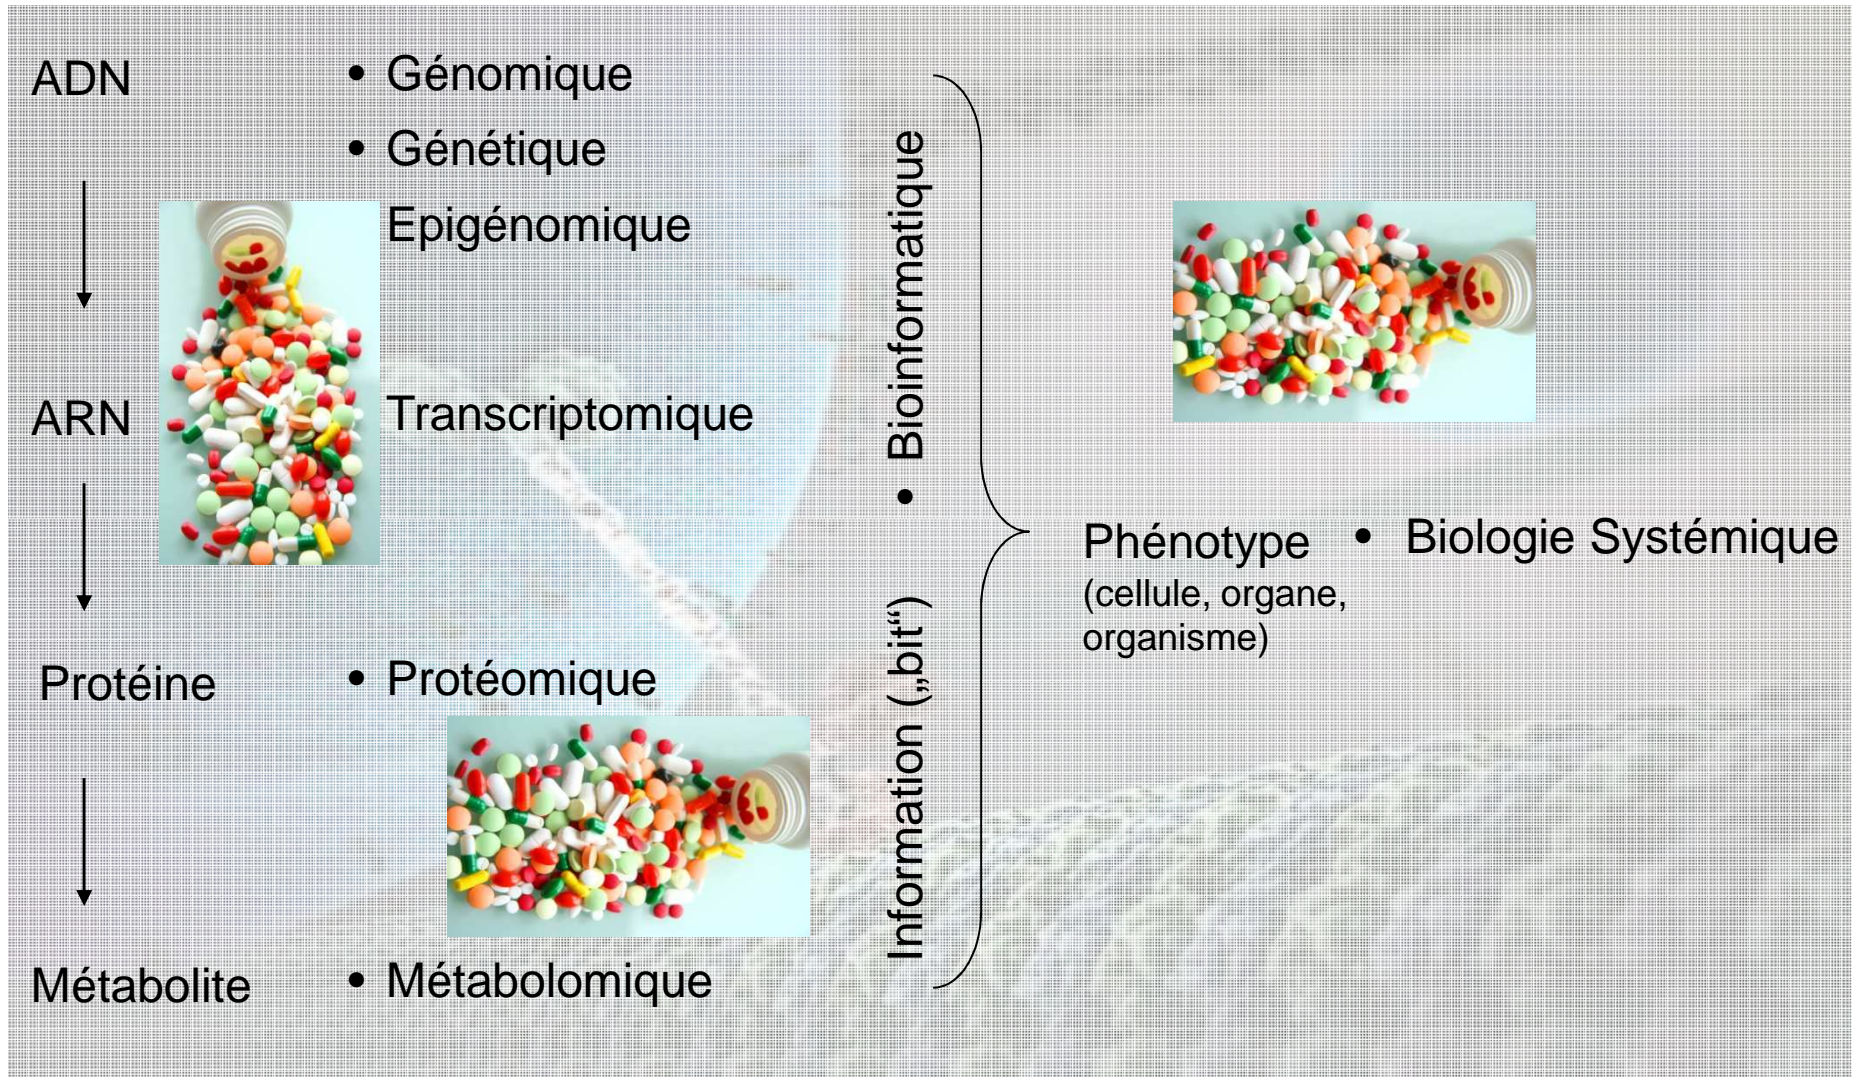 ADN
• Génomique
• Génétique
Epigénomique
ARN
Transcriptomique
Protéine
• Protéomique
Métabolite
• Métabolomique
Information („bit“)
• Bioinformatique
Phénotype
(cellule, organe,
organisme)
• Biologie Systémique